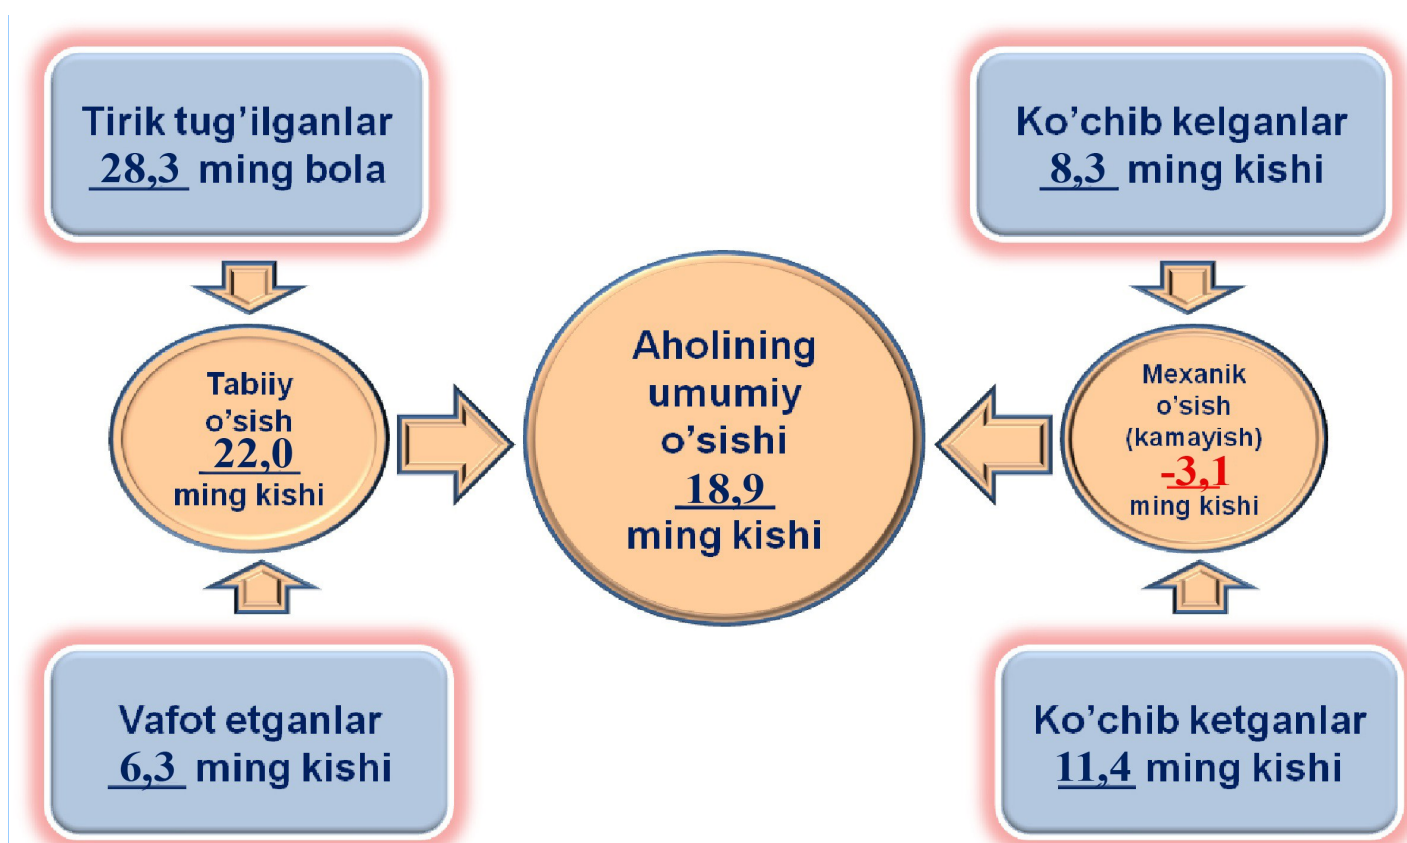 Tirik tug’ilganlar
28,3 ming bola
Ko’chib kelganlar
8,3 ming kishi
Tabiiy
o’sish
22,0
ming kishi
Aholining
umumiy
o’sishi
18,9
ming kishi
Mexanik
o’sish
(kamayish)
-3,1
ming kishi
Vafot etganlar
6,3 ming kishi
Ko’chib ketganlar
11,4 ming kishi